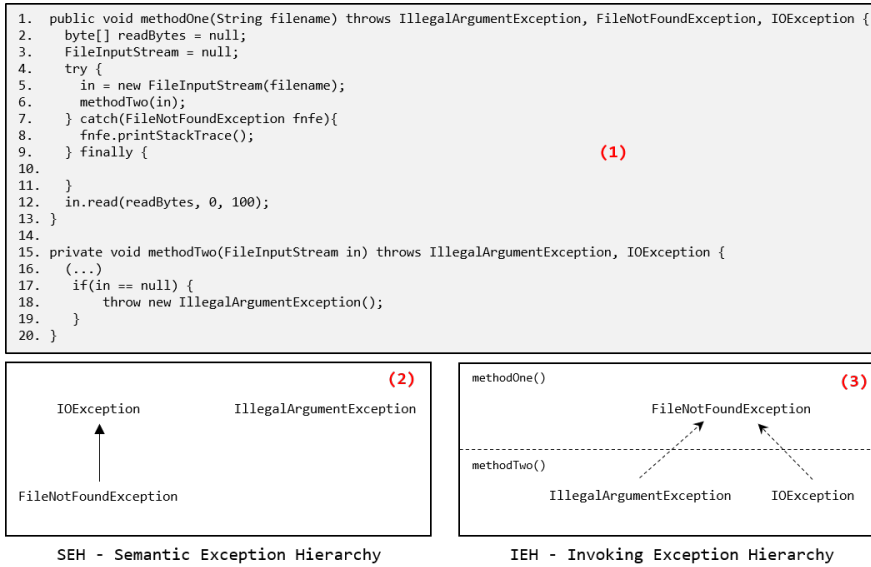 1. public void methodOne(String filename) throws IllegalArgumentException, FileNotFoundException, IOException {
2. byte[] readBytes = null;
3. FileInputStream = null;
4. try {
5. in = new FileInputStream(filename);
6. methodTwo(in);
7. } catch(FileNotFoundException fnfe){
8. fnfe.printStackTrace();
9. } finally {
(1)
10.
11. }
12. in.read(readBytes, 0, 100);
13. }
14.
15. private void methodTwo(FileInputStream in) throws IllegalArgumentException, IOException {
16. (...)
17. if(in == null) {
18. throw new IllegalArgumentException();
19. }
20. }
(2)
IOException IllegalArgumentException
FileNotFoundException
SEH - Semantic Exception Hierarchy
methodOne() (3)
FileNotFoundException
methodTwo()
IllegalArgumentException IOException
IEH - Invoking Exception Hierarchy